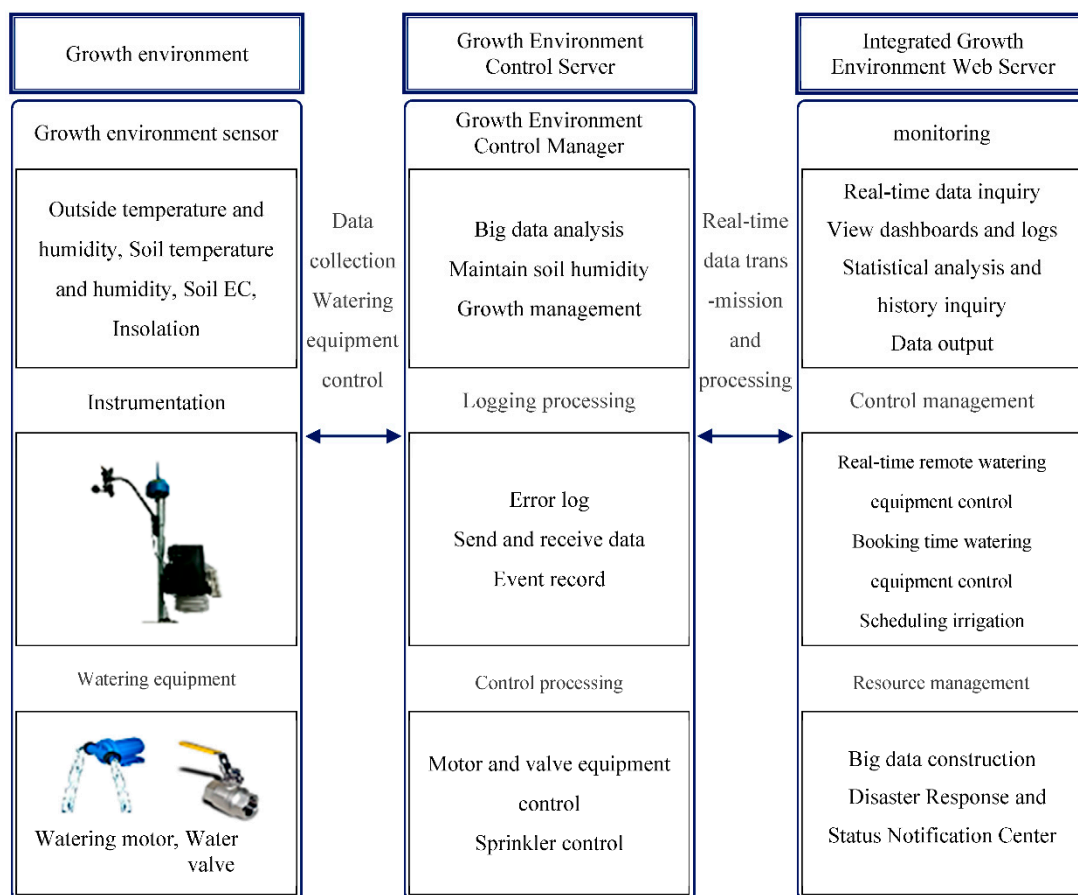 Growth environment
Growth Environment
Control Server
Integrated Growth
Environment Web Server
Growth environment sensor
Outside temperature and
humidity, Soil temperature
and humidity, Soil EC,
Insolation
Instrumentation
Watering equipment
Watering motor, Water
valve
Data
collection
Watering
equipment
control
Growth Environment
Control Manager
Big data analysis
Maintain soil humidity
Growth management
Logging processing
Error log
Send and receive data
Event record
Control processing
Motor and valve equipment
control
Sprinkler control
Real-time
data trans
-mission
and
processing
monitoring
Real-time data inquiry
View dashboards and logs
Statistical analysis and
history inquiry
Data output
Control management
Real-time remote watering
equipment control
Booking time watering
equipment control
Scheduling irrigation
Resource management
Big data construction
Disaster Response and
Status Notification Center